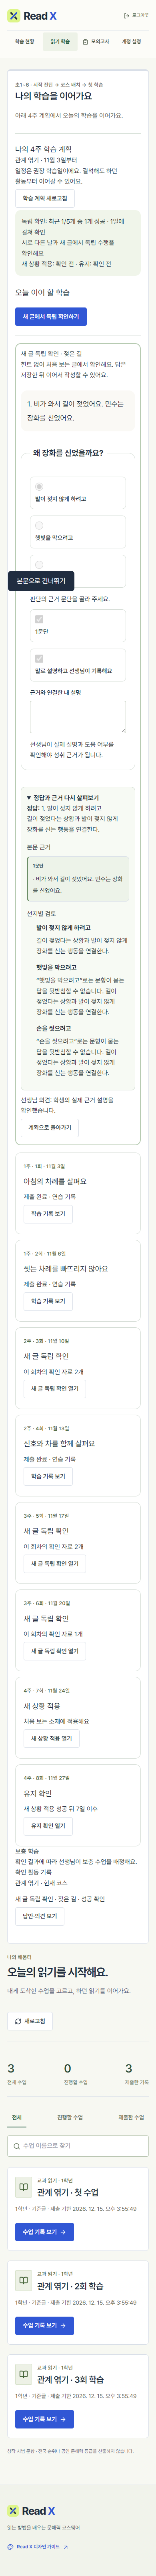 Read X
로그아웃
학습 현황
읽기 학습
모의시험
계정 설정
초1-6 · 시작 진단 → 코스 배치 → 첫 학습
나의 학습을 이어가요
아래 4주 계획에서 오늘의 학습을 이어가요.
나의 4주 학습 계획
관계 엮기 · 11월 3일부터
일정은 권장 학습일이에요. 결석해도 하던
활동부터 이어갈 수 있어요.
학습 계획 새로고침
독립 확인: 최근 1/5개 중 1개 성공 · 1일에
걸쳐 확인
서로 다른 날과 새 글에서 독립 수행을
확인해요
새 상황 적용: 확인 전 · 유지: 확인 전
오늘 이어 할 학습
새 글에서 독립 확인하기
새 글 독립 확인 · 젖은 길
힌트 없이 처음 보는 글에서 확인해요. 답은
저장한 뒤 이어서 작성할 수 있어요.
1. 비가 와서 길이 젖었어요. 민수는
장화를 신었어요.
왜 장화를 신었을까요?
발이 젖지 않게 하려고
햇빛을 막으려고
본문으로 건너뛰기
판단의 근거 문단을 골라 주세요.
1문단
말로 설명하고 선생님이 기록해요
근거와 연결한 내 설명
선생님이 실제 설명과 도움 여부를
확인해야 성취 근거가 됩니다.
▼ 정답과 근거 다시 살펴보기
정답: 1. 발이 젖지 않게 하려고
길이 젖었다는 상황과 발이 젖지 않게
장화를 신는 행동을 연결한다.
본문 근거
1문단
· 비가 와서 길이 젖었어요. 민수는 장화
를 신었어요.
선지별 검토
발이 젖지 않게 하려고
길이 젖었다는 상황과 발이 젖지 않게
장화를 신는 행동을 연결한다.
햇빛을 막으려고
"햇빛을 막으려고"로는 문항이 묻는
답을 뒷받침할 수 없습니다. 길이
젖었다는 상황과 발이 젖지 않게
장화를 신는 행동을 연결한다.
손을 씻으려고
"손을 씻으려고"로는 문항이 묻는
답을 뒷받침할 수 없습니다. 길이
젖었다는 상황과 발이 젖지 않게
장화를 신는 행동을 연결한다.
선생님 의견: 학생의 실제 근거 설명을
확인했습니다.
계획으로 돌아가기
1주 · 1회 · 11월 3일
아침의 차례를 살펴요
제출 완료 · 연습 기록
학습 기록 보기
1주 · 2회 · 11월 6일
씻는 차례를 빠뜨리지 않아요
제출 완료 · 연습 기록
학습 기록 보기
2주 · 3회 · 11월 10일
새 글 독립 확인
이 회차의 확인 자료 2개
새 글 독립 확인 열기
2주 · 4회 · 11월 13일
신호와 차를 함께 살펴요
제출 완료 · 연습 기록
학습 기록 보기
3주 · 5회 · 11월 17일
새 글 독립 확인
이 회차의 확인 자료 2개
새 글 독립 확인 열기
3주 · 6회 · 11월 20일
새 글 독립 확인
이 회차의 확인 자료 1개
새 글 독립 확인 열기
4주 · 7회 · 11월 24일
새 상황 적용
처음 보는 소재에 적용해요
새 상황 적용 열기
4주 · 8회 · 11월 27일
유지 확인
새 상황 적용 성공 뒤 7일 이후
유지 확인 열기
보충 학습
확인 결과에 따라 선생님이 보충 수업을 배정해요.
확인 활동 기록
관계 엮기 · 현재 코스
새 글 독립 확인 · 젖은 길 · 성공 확인
답안·의견 보기
나의 배움터
오늘의 읽기를 시작해요.
내게 도착한 수업을 고르고, 하던 읽기를 이어가요.
새로고침
3
전체 수업
0
진행할 수업
3
제출한 기록
전체
진행할 수업
제출한 수업
수업 이름으로 찾기
교과 읽기 · 1학년
관계 엮기 · 첫 수업
1학년 · 기준글 · 제출 기한 2026. 12. 15. 오후 3:55:49
수업 기록 보기 →
교과 읽기 · 1학년
관계 엮기 · 2회 학습
1학년 · 기준글 · 제출 기한 2026. 12. 15. 오후 3:55:49
수업 기록 보기 →
교과 읽기 · 1학년
관계 엮기 · 3회 학습
1학년 · 기준글 · 제출 기한 2026. 12. 15. 오후 3:55:49
수업 기록 보기 →
Read X
읽는 방법을 배우는 문해력 코스웨어
Read X 디자인 가이드